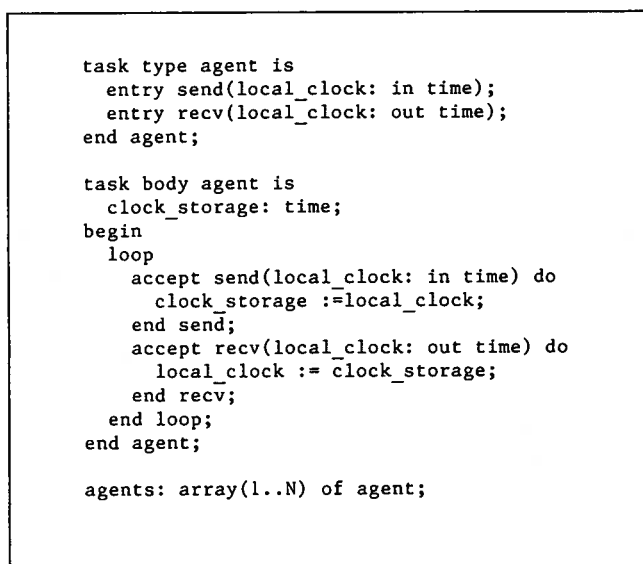 task type agent is
entry send(local_clock: in time);
entry recv(local_clock: out time);
end agent;
task body agent is
clock_storage: time;
begin
loop
accept send(local_clock: in time) do
clock_storage :=local_clock;
end send;
accept recv(local_clock: out time) do
local_clock := clock_storage;
end recv;
end loop;
end agent;
agents: array(1..N) of agent;